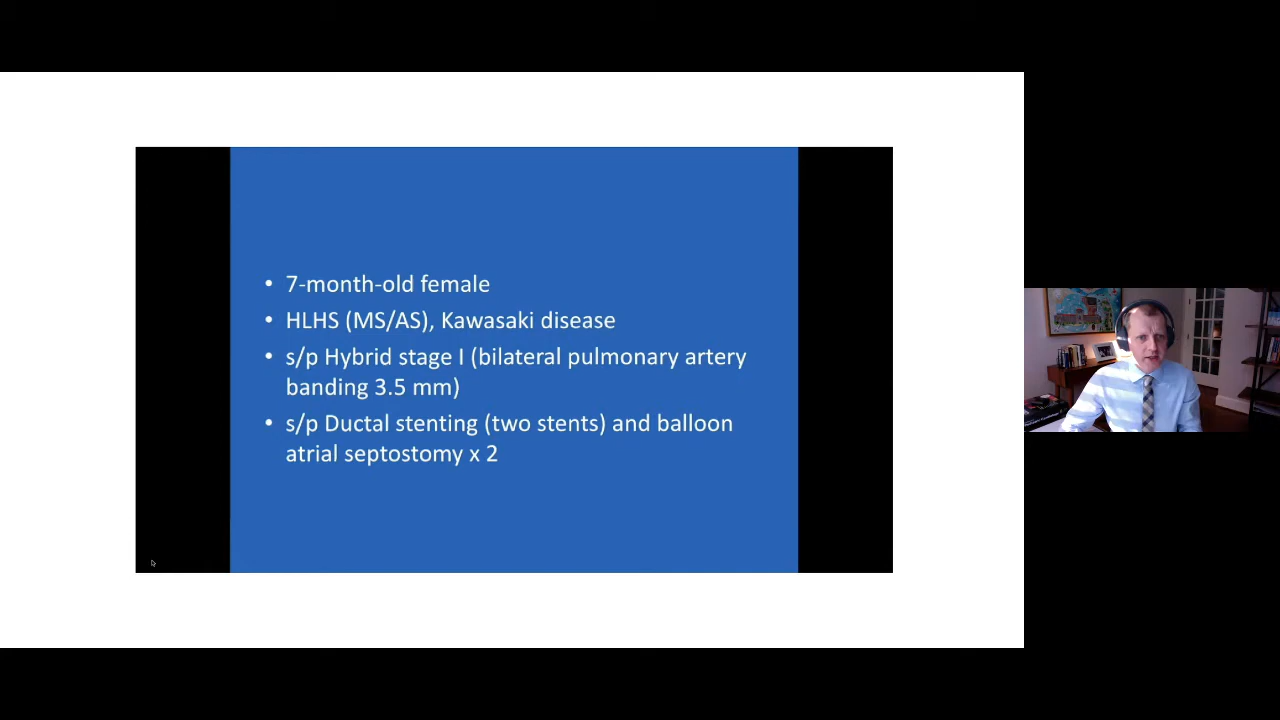 • 7-month-old female
• HLHS (MS/AS), Kawasaki disease
• s/p Hybrid stage I (bilateral pulmonary artery
banding 3.5 mm)
• s/p Ductal stenting (two stents) and balloon
atrial septostomy x 2